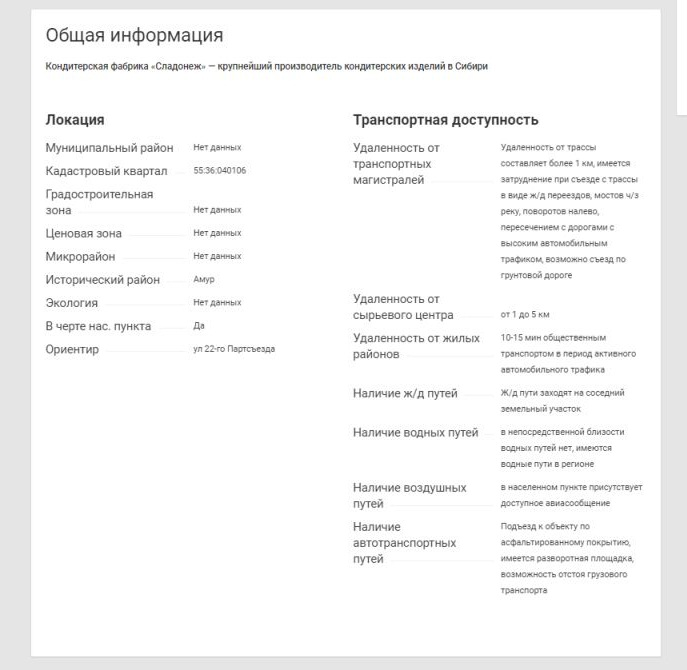 Общая информация
Кондитерская фабрика «Сладонеж» — крупнейший производитель кондитерских изделий в Сибири
Локация
Муниципальный район Нет данных
Кадастровый квартал 55:36:040106
Градостроительная
зона Нет данных
Ценовая зона Нет данных
Микрорайон Нет данных
Исторический район Амур
Экология Нет данных
В черте нас. пункта Да
Ориентир ул 22-го Партсъезда
Транспортная доступность
Удаленность от
транспортных
магистралей
Удаленность от трассы
составляет более 1 км, имеется
затруднение при съезде с трассы
в виде ж/д переездов, мостов ч/з
реку, поворотов налево,
пересечением с дорогами с
высоким автомобильным
трафиком, возможно съезд по
грунтовой дороге
Удаленность от
сырьевого центра от 1 до 5 км
Удаленность от жилых
районов
10-15 мин общественным
транспортом в период активного
автомобильного трафика
Наличие ж/д путей
Ж/д пути заходят на соседний
земельный участок
Наличие водных путей
в непосредственной близости
водных путей нет, имеются
водные пути в регионе
Наличие воздушных
путей
в населенном пункте присутствует
доступное авиасообщение
Наличие
автотранспортных
путей
Подъезд к объекту по
асфальтированному покрытию,
имеется разворотная площадка,
возможность отстоя грузового
транспорта